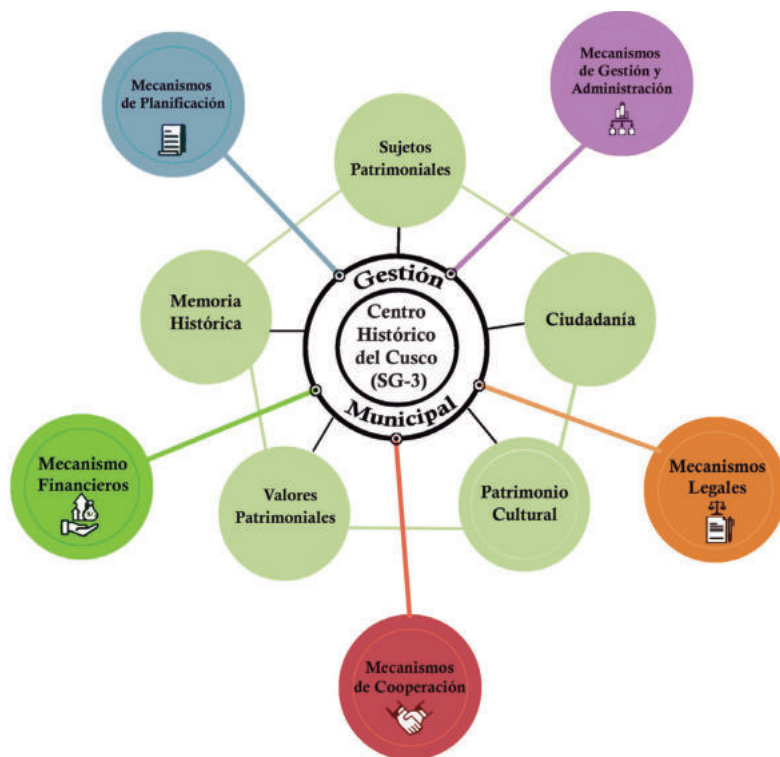 Mecanismos
de Planificación
Mecanismos
de Gestión y
Administración
Sujetos
Patrimoniales
Memoria
Histórica
Gestión
Centro
Histórico
del Cusco
(SG-3)
Municipal
Ciudadanía
Mecanismo
Financieros
Valores
Patrimoniales
Patrimonio
Cultural
Mecanismos
Legales
Mecanismos
de Cooperación